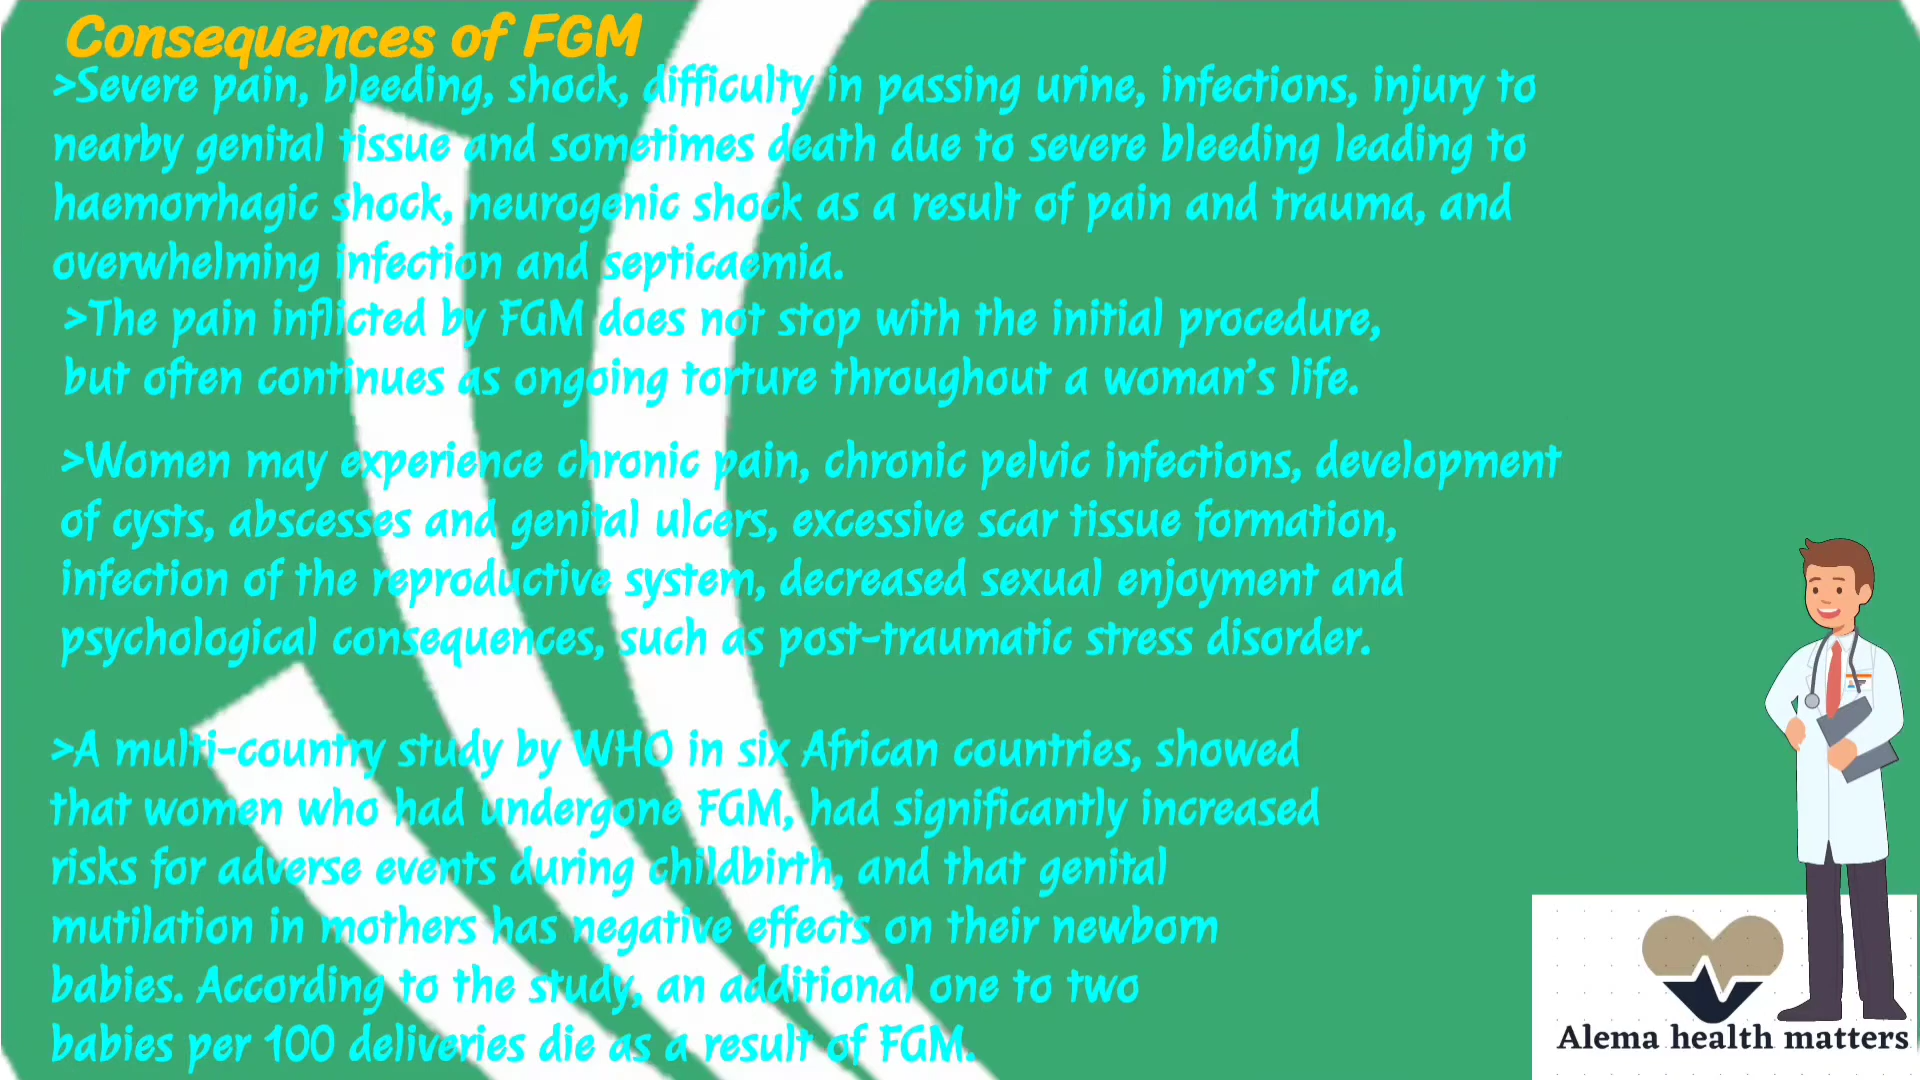 Consequences of FGM
>Severe pain, bleeding, shock, difficulty in passing urine, infections, injury to
nearby genital tissue and sometimes death due to severe bleeding leading to
haemorrhagic shock, neurogenic shock as a result of pain and trauma, and
overwhelming infection and septicaemia.
>The pain inflicted by FGM does not stop with the initial procedure,
but often continues as ongoing torture throughout a woman's life.
>Women may experience chronic pain, chronic pelvic infections, development
of cysts, abscesses and genital ulcers, excessive scar tissue formation,
infection of the reproductive system, decreased sexual enjoyment and
psychological consequences, such as post-traumatic stress disorder.
>A multi-country study by WHO in six African countries, showed
that women who had undergone FGM, had significantly increased
risks for adverse events during childbirth, and that genital
mutilation in mothers has negative effects on their newborn
babies. According to the study, an additional one to two
babies per 100 deliveries die as a result of FGM.
Alema health matters